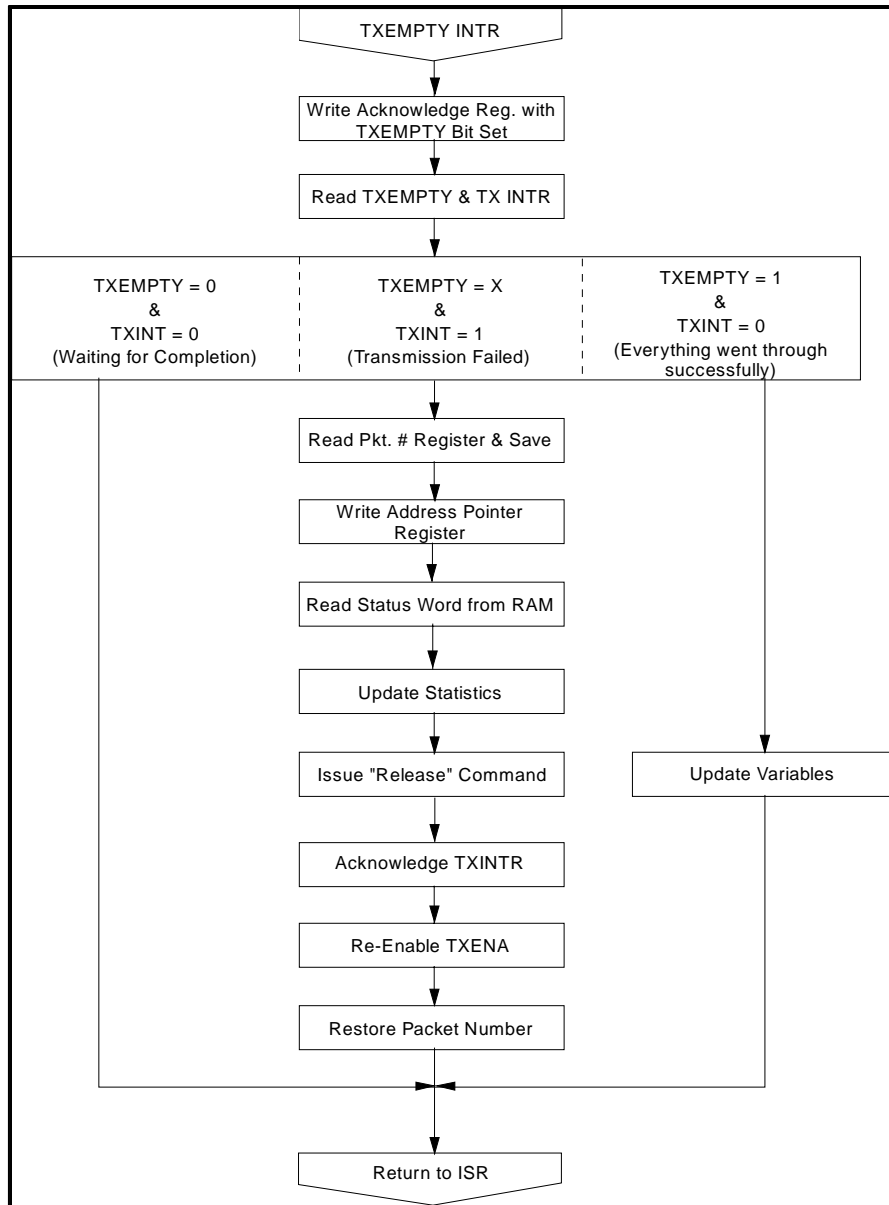 TXEMPTY INTR
Write Acknowledge Reg. with
TXEMPTY Bit Set
Read TXEMPTY & TX INTR
TXEMPTY = 0
&
TXINT = 0
(Waiting for Completion)
TXEMPTY = X
&
TXINT = 1
(Transmission Failed)
TXEMPTY = 1
&
TXINT = 0
(Everything went through
successfully)
Read Pkt. # Register & Save
Write Address Pointer
Register
Read Status Word from RAM
Update Statistics
Issue "Release" Command
Update Variables
Acknowledge TXINTR
Re-Enable TXENA
Restore Packet Number
Return to ISR